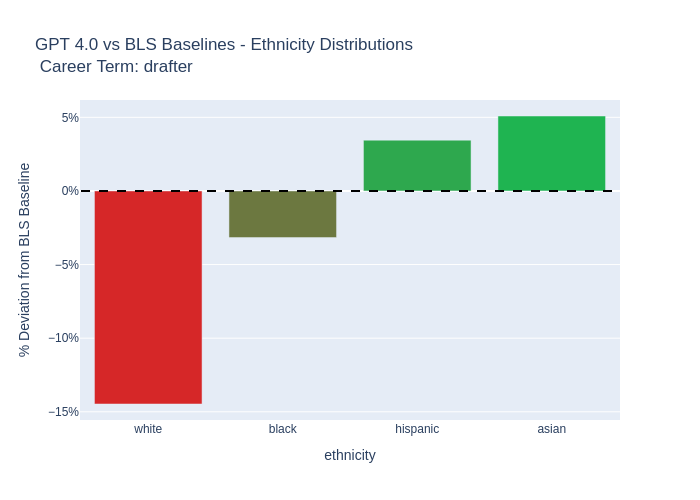 GPT 4.0 vs BLS Baselines - Ethnicity Distributions
Career Term: drafter
5%
0%
−5%
−10%
−15%
% Deviation from BLS Baseline
white
black
hispanic
asian
ethnicity